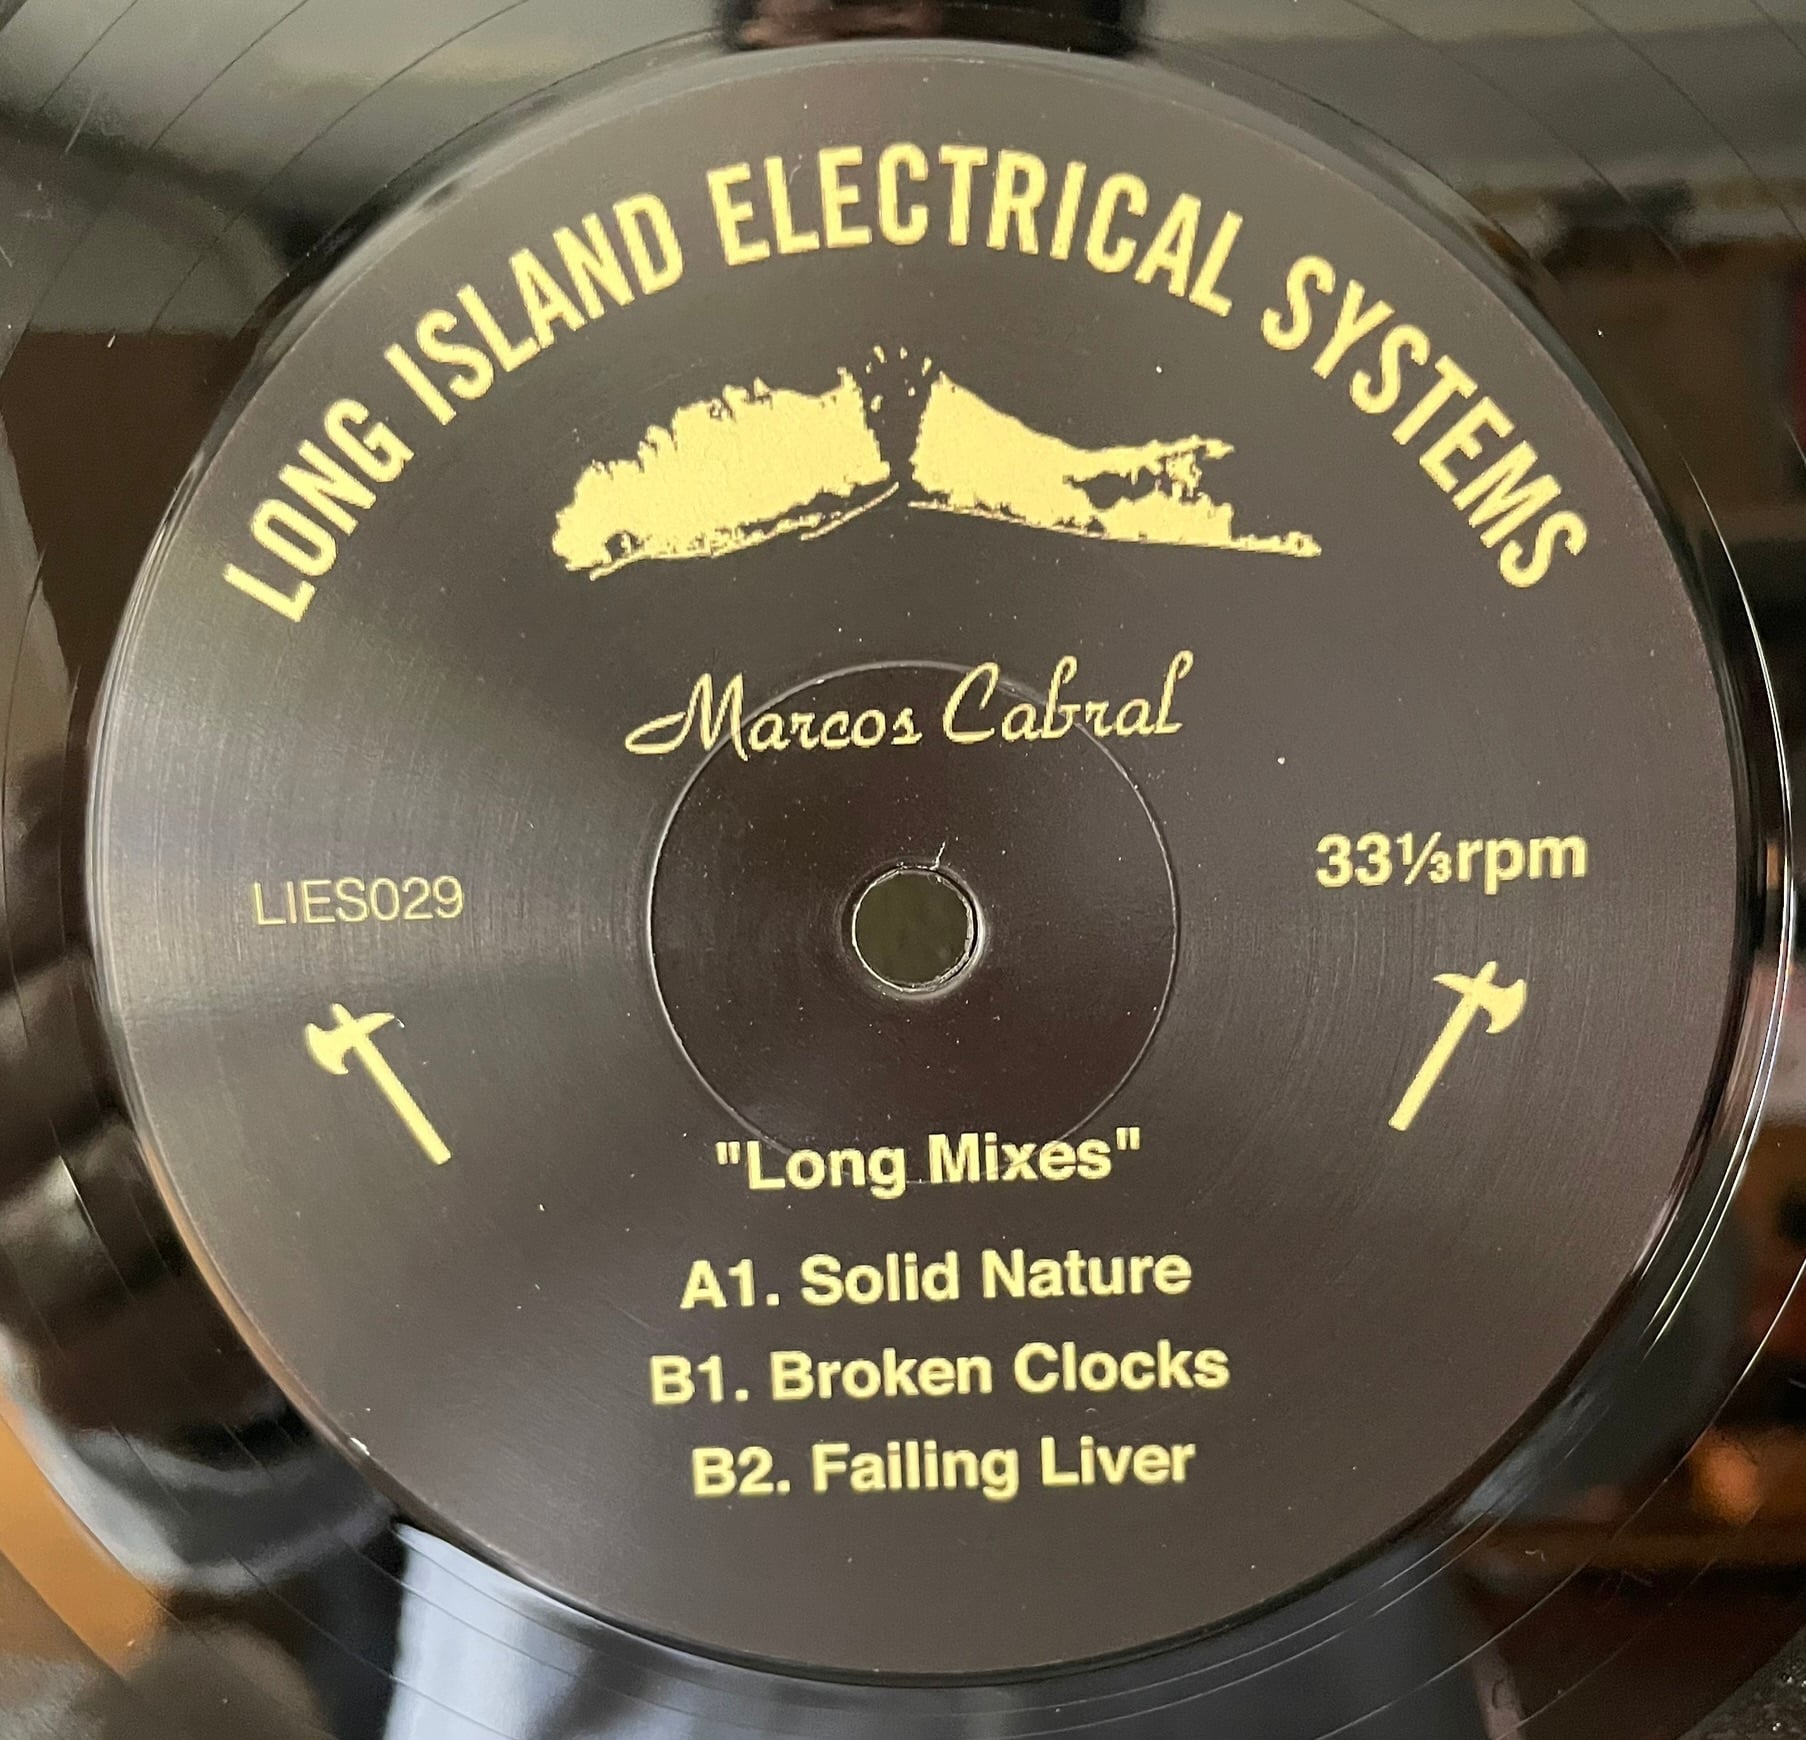 LONG ISLAND ELECTRICAL SYSTEMS
Marcos Cabral
33⅓rpm
LIES029
"Long Mixes"
A1. Solid Nature
B1. Broken Clocks
B2. Failing Liver